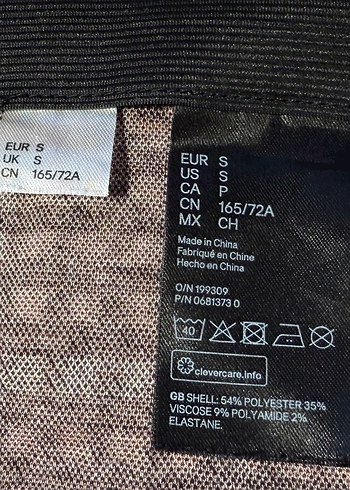 EUR S
UK S
CN 165/72A
EUR S
US S
CA P
CN 165/72A
MX CH
Made in China
Fabriqué en Chine
Hecho en China
O/N 199309
P/N 0681373 0
40
clevercare.info
GB SHELL: 54% POLYESTER 35%
VISCOSE 9% POLYAMIDE 2%
ELASTANE.